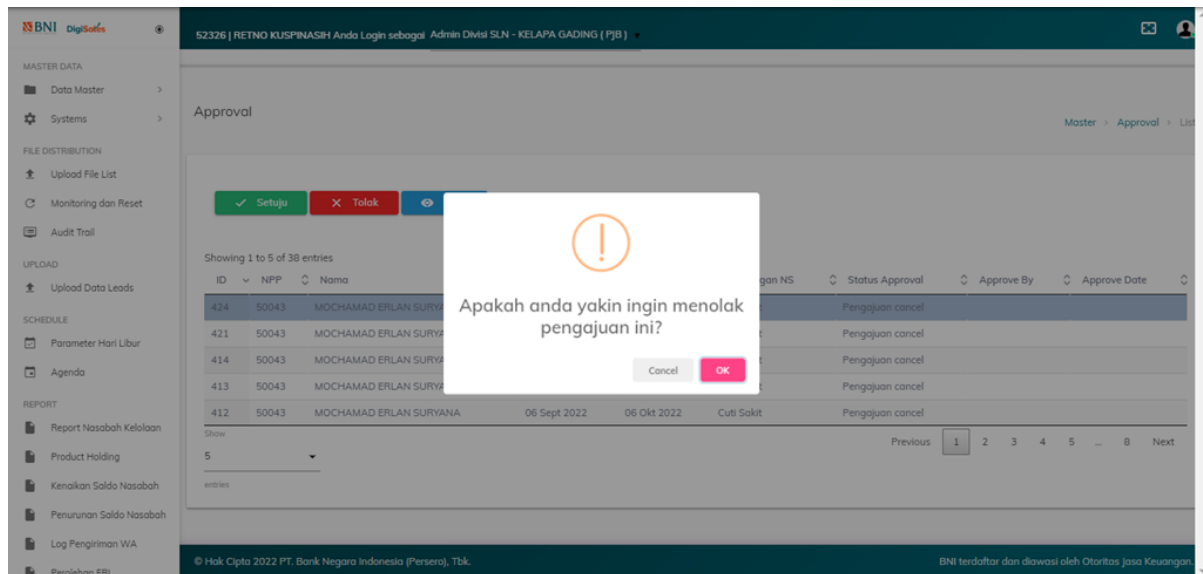 BNI DigiSales
52326 | RETNO KUSPINASIH Anda Login sebagai Admin Divisi SLN - KELAPA GADING ( PJB )
MASTER DATA
Data Master
Systems
FILE DISTRIBUTION
Upload File List
Monitoring dan Reset
Audit Trail
UPLOAD
Upload Data Leads
SCHEDULE
Parameter Hari Libur
Agenda
REPORT
Report Nasabah Kelolaan
Product Holding
Kenaikan Saldo Nasabah
Penurunan Saldo Nasabah
Log Pengiriman WA
Perolehan FBI
Approval
Master > Approval > List
Setuju
Tolak
Showing 1 to 5 of 38 entries
ID NPP Nama gan NS Status Approval Approve By Approve Date
424 50043 MOCHAMAD ERLAN SURYA Pengajuan cancel
421 50043 MOCHAMAD ERLAN SURYA Pengajuan cancel
414 50043 MOCHAMAD ERLAN SURYA Pengajuan cancel
413 50043 MOCHAMAD ERLAN SURYA Pengajuan cancel
412 50043 MOCHAMAD ERLAN SURYANA 06 Sept 2022 06 Okt 2022 Cuti Sakit Pengajuan cancel
Show
5
entries
Previous 1 2 3 4 5 ... 8 Next
Apakah anda yakin ingin menolak
pengajuan ini?
Cancel OK
© Hak Cipta 2022 PT. Bank Negara Indonesia (Persero), Tbk.
BNI terdaftar dan diawasi oleh Otoritas Jasa Keuangan.